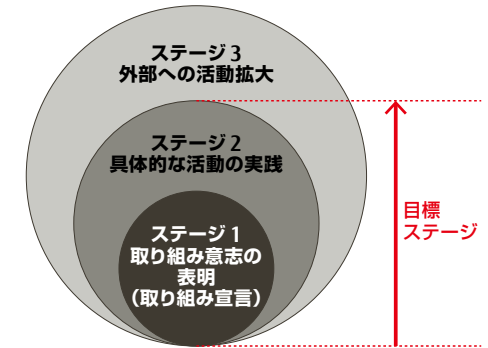 ステージ 3
外部への活動拡大
ステージ 2
具体的な活動の実践
ステージ 1
取り組み意志の
表明
（取り組み宣言）
目標
ステージ